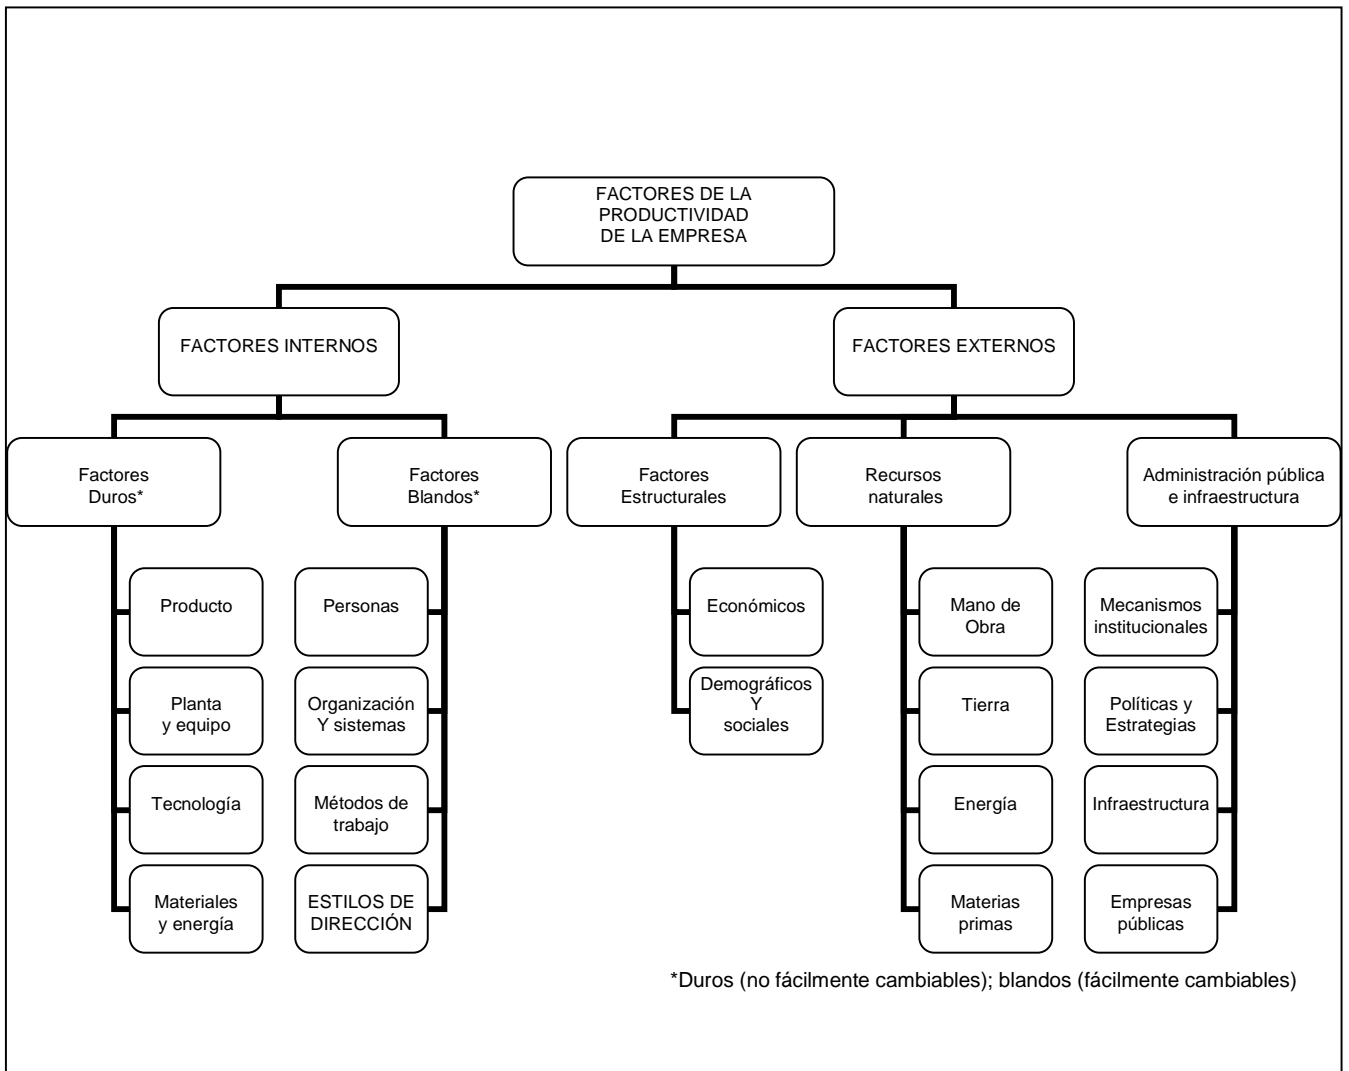 FACTORES DE LA
PRODUCTIVIDAD
DE LA EMPRESA
FACTORES INTERNOS
FACTORES EXTERNOS
Factores
Duros*
Factores
Blandos*
Factores
Estructurales
Recursos
naturales
Administración pública
e infraestructura
Producto
Planta
y equipo
Tecnología
Materiales
y energía
Personas
Organización
Y sistemas
Métodos de
trabajo
ESTILOS DE
DIRECCIÓN
Económicos
Demográficos
Y
sociales
Mano de
Obra
Tierra
Energía
Materias
primas
Mecanismos
institucionales
Políticas y
Estrategias
Infraestructura
Empresas
públicas
*Duros (no fácilmente cambiables); blandos (fácilmente cambiables)